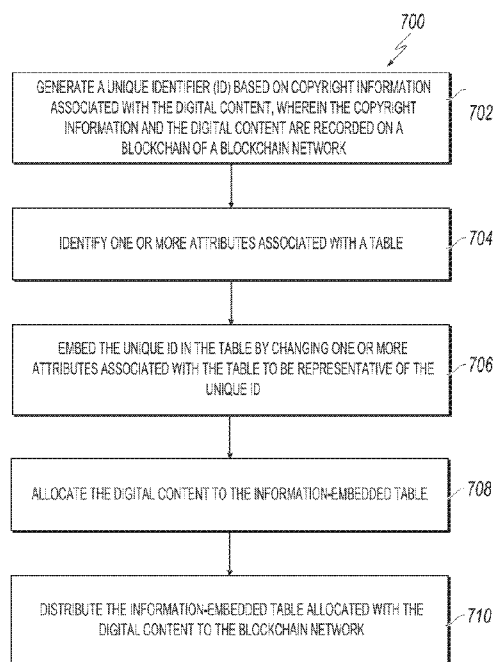 700
GENERATE A UNIQUE IDENTIFIER (ID) BASED ON COPYRIGHT INFORMATION
ASSOCIATED WITH THE DIGITAL CONTENT, WHEREIN THE COPYRIGHT
INFORMATION AND THE DIGITAL CONTENT ARE RECORDED ON A
BLOCKCHAIN OF A BLOCKCHAIN NETWORK
702
IDENTIFY ONE OR MORE ATTRIBUTES ASSOCIATED WITH A TABLE
704
EMBED THE UNIQUE ID IN THE TABLE BY CHANGING ONE OR MORE
ATTRIBUTES ASSOCIATED WITH THE TABLE TO BE REPRESENTATIVE OF THE
UNIQUE ID
706
ALLOCATE THE DIGITAL CONTENT TO THE INFORMATION-EMBEDDED TABLE
708
DISTRIBUTE THE INFORMATION-EMBEDDED TABLE ALLOCATED WITH THE
DIGITAL CONTENT TO THE BLOCKCHAIN NETWORK
710